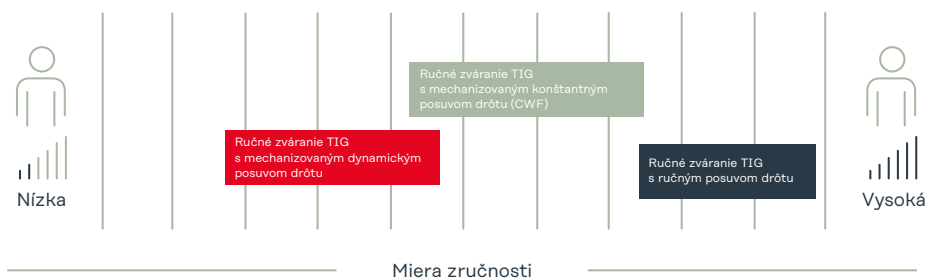 Ručné zváranie TIG
s mechanizovaným konštantným
posuvom drôtu (CWF)
Ručné zváranie TIG
s mechanizovaným dynamickým
posuvom drôtu
Ručné zváranie TIG
s ručným posuvom drôtu
Nízka
Vysoká
Miera zručnosti